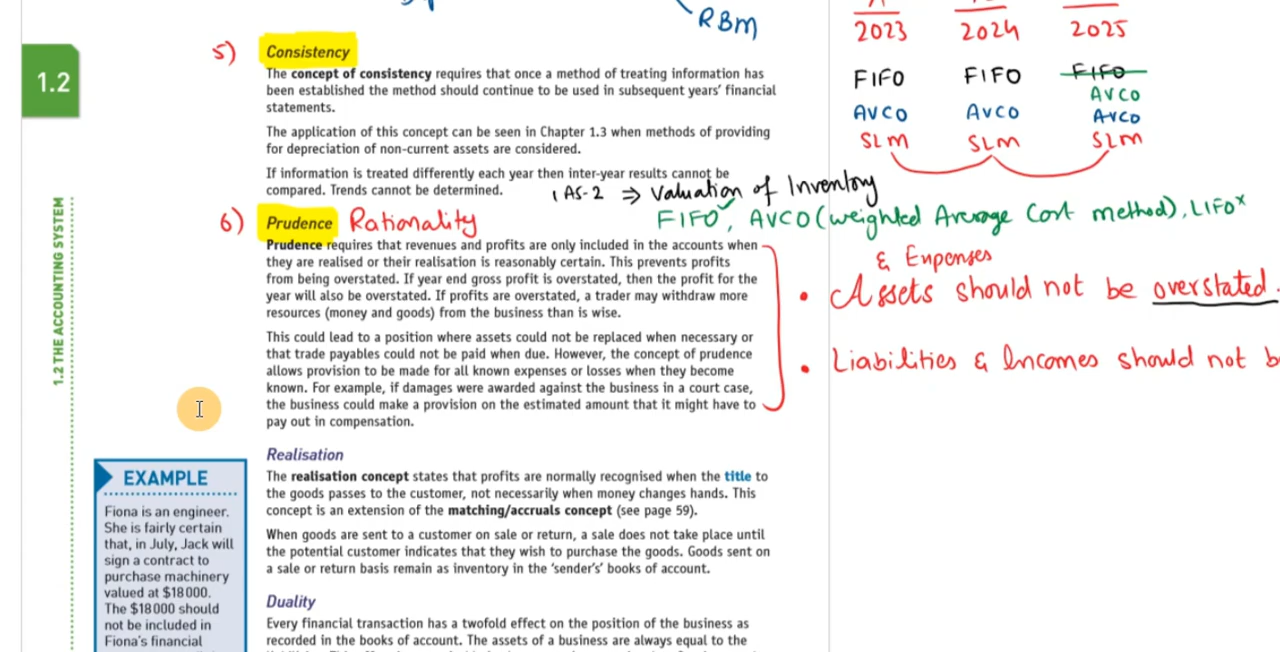 RBM
2023 2024 2025
5) Consistency
1.2
The concept of consistency requires that once a method of treating information has
been established the method should continue to be used in subsequent years' financial
statements.
FIFO FIFO FIFO
AVCO
AVCO AVCO AVCO
SLM SLM SLM
The application of this concept can be seen in Chapter 1.3 when methods of providing
for depreciation of non-current assets are considered.
If information is treated differently each year then inter-year results cannot be
compared. Trends cannot be determined.
IAS-2 ⇒ Valuation of Inventory
FIFO✓, AVCO (weighted Average Cost method), LIFO×
6) Prudence Rationality
Prudence requires that revenues and profits are only included in the accounts when
they are realised or their realisation is reasonably certain. This prevents profits
from being overstated. If year end gross profit is overstated, then the profit for the
year will also be overstated. If profits are overstated, a trader may withdraw more
resources (money and goods) from the business than is wise.
This could lead to a position where assets could not be replaced when necessary or
that trade payables could not be paid when due. However, the concept of prudence
allows provision to be made for all known expenses or losses when they become
known. For example, if damages were awarded against the business in a court case,
the business could make a provision on the estimated amount that it might have to
pay out in compensation.
& Expenses
• Assets should not be overstated.
• Liabilities & Incomes should not b
1.2 THE ACCOUNTING SYSTEM
Realisation
The realisation concept states that profits are normally recognised when the title to
the goods passes to the customer, not necessarily when money changes hands. This
concept is an extension of the matching/accruals concept (see page 59).
When goods are sent to a customer on sale or return, a sale does not take place until
the potential customer indicates that they wish to purchase the goods. Goods sent on
a sale or return basis remain as inventory in the 'sender's' books of account.
Duality
Every financial transaction has a twofold effect on the position of the business as
recorded in the books of account. The assets of a business are always equal to the
EXAMPLE
Fiona is an engineer.
She is fairly certain
that, in July, Jack will
sign a contract to
purchase machinery
valued at $18000.
The $18000 should
not be included in
Fiona's financial